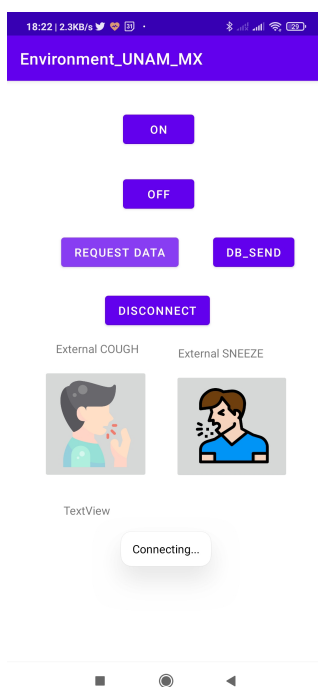 18:22 | 2.3KB/s 31
29
Environment_UNAM_MX
ON
OFF
REQUEST DATA DB_SEND
DISCONNECT
External COUGH External SNEEZE
TextView
Connecting...